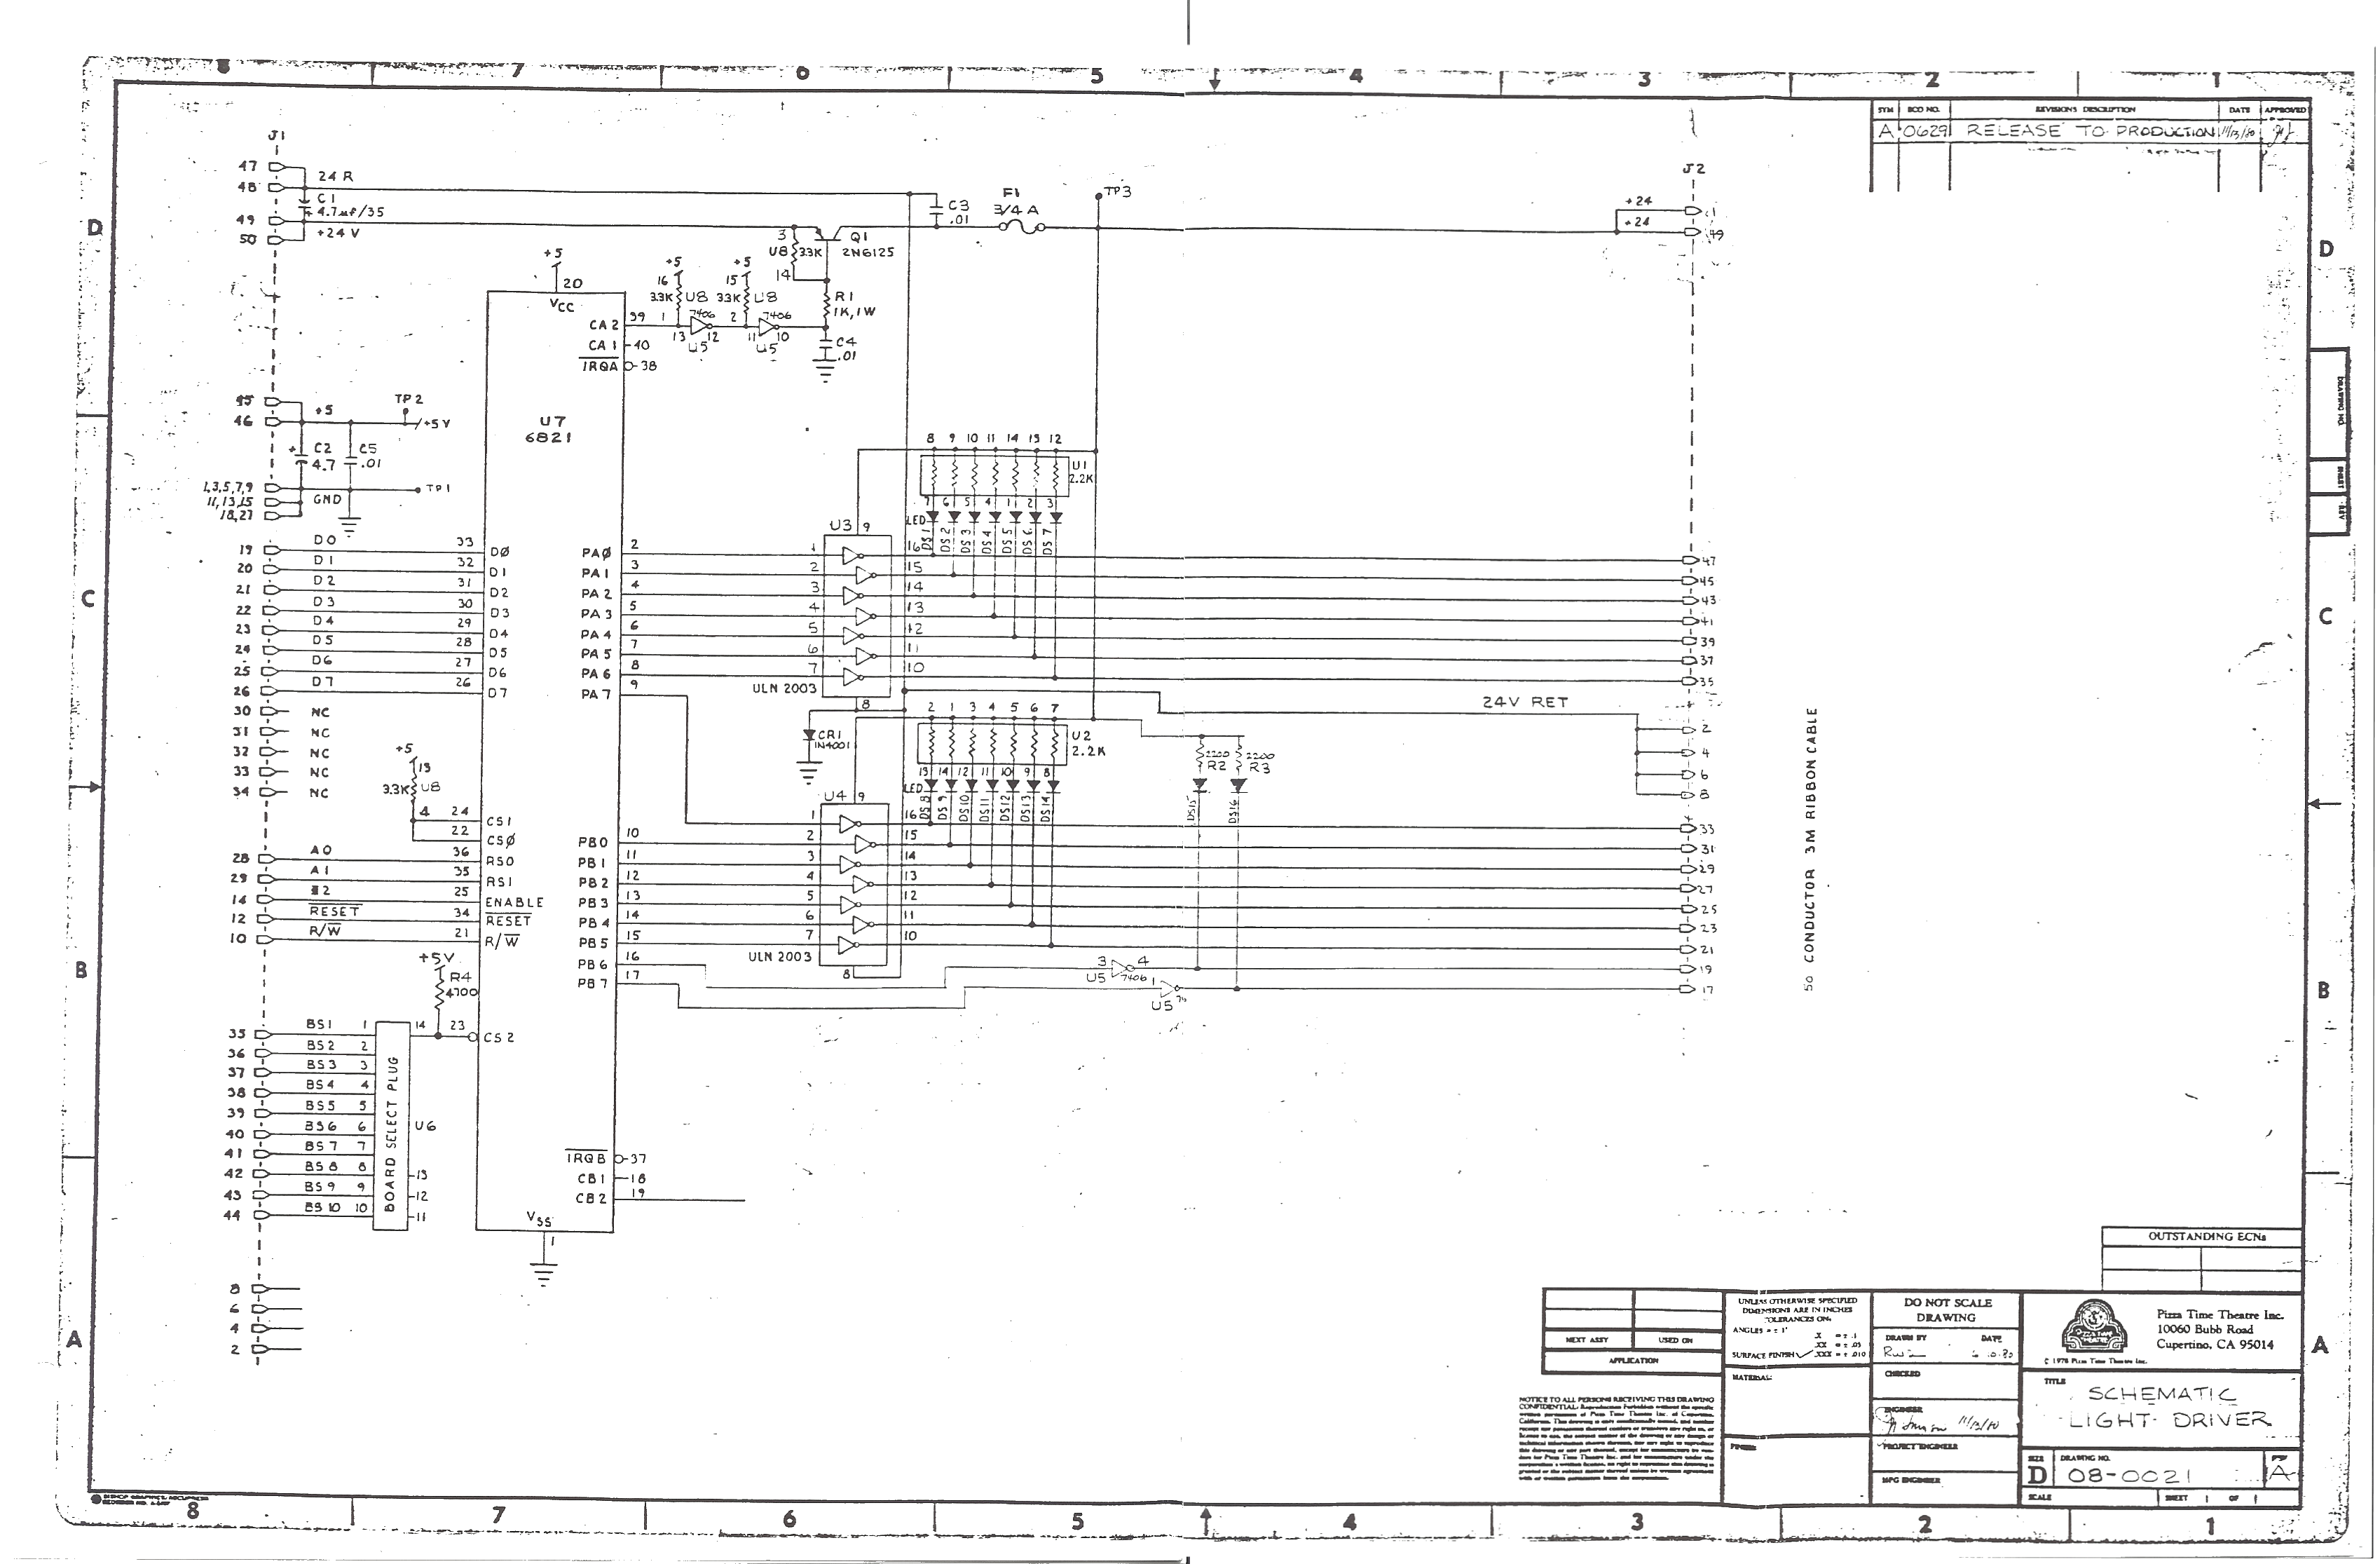 8 7 6 5 4 3 2 1
SYM ECO NO. REVISIONS DESCRIPTION DATE APPROVED
A 0629 RELEASE TO PRODUCTION 11/13/80
J1
47
48 24 R
C1
4.7µf/35
49
50 +24 V
3
U8 3.3K
14
Q1
2N6125
C3
.01
F1
3/4 A
TP3
J2
+24 1
+24 49
+5
20
VCC
+5
16
3.3K U8
+5
15
3.3K U8
R1
1K, 1W
CA2 39 1 7406 2 7406
13 12 11 10
U5 U5
C4
.01
CA1 40
IRQA 38
D D
45
46 +5 TP2
+5V
C2
4.7
C5
.01
1,3,5,7,9
11,13,15
18,27
GND
TP1
U7
6821
8 9 10 11 14 13 12
U1
2.2K
7 6 5 4 1 2 3
LED
DS1 DS2 DS3 DS4 DS5 DS6 DS7
U3 9
19 D0 33 DØ PAØ 2 1 16 47
20 D1 32 D1 PA1 3 2 15 45
21 D2 31 D2 PA2 4 3 14 43
22 D3 30 D3 PA3 5 4 13 41
23 D4 29 D4 PA4 6 5 12 39
24 D5 28 D5 PA5 7 6 11 37
25 D6 27 D6 PA6 8 7 10 35
26 D7 26 D7 PA7 9
ULN 2003
8
C C
30 NC
31 NC
32 NC
33 NC
34 NC
24V RET
2
4
6
8
CR1
1N4001
2 1 3 4 5 6 7
U2
2.2K
13 14 12 11 10 9 8
LED
DS8 DS9 DS10 DS11 DS12 DS13 DS14
2200
R2
2200
R3
DS15 DS16
+5
13
3.3K U8
4 24 CS1
22 CSØ
28 A0 36 RS0
29 A1 35 RS1
14 25 ENABLE
12 RESET 34 RESET
10 R/W 21 R/W
U4 9
1 16 33
PB0 10 2 15 31
PB1 11 3 14 29
PB2 12 4 13 27
PB3 13 5 12 25
PB4 14 6 11 23
PB5 15 7 10 21
PB6 16 3 4 19
U5 7406
PB7 17 1 17
U5
ULN 2003
8
50 CONDUCTOR 3M RIBBON CABLE
B B
+5V
R4
4700
35 BS1 1 14 23 CS2
36 BS2 2
37 BS3 3
38 BS4 4
39 BS5 5
40 BS6 6
41 BS7 7
42 BS8 8 13
43 BS9 9 12
44 BS10 10 11
BOARD SELECT PLUG
U6
IRQB 37
CB1 18
CB2 19
VSS
1
8
6
4
2
A A
OUTSTANDING ECNs
NEXT ASSY USED ON
APPLICATION
UNLESS OTHERWISE SPECIFIED
DIMENSIONS ARE IN INCHES
TOLERANCES ON:
ANGLES = ± 1°
.X = ± .1
.XX = ± .03
SURFACE FINISH .XXX = ± .010
MATERIAL:
FINISH:
DO NOT SCALE
DRAWING
DRAWN BY DATE
CHECKED
ENGINEER
11/13/80
PROJECT ENGINEER
MFG ENGINEER
Pizza Time Theatre Inc.
10060 Bubb Road
Cupertino, CA 95014
© 1978 Pizza Time Theatre Inc.
TITLE
SCHEMATIC
LIGHT DRIVER
SIZE DRAWING NO.
D 08-0021 A
SCALE SHEET 1 OF 1
NOTICE TO ALL PERSONS RECEIVING THIS DRAWING
8 7 6 5 4 3 2 1